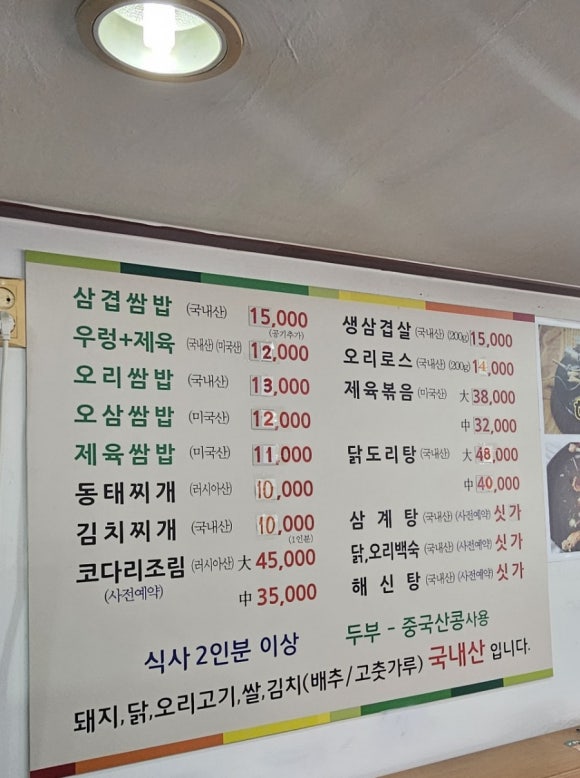 삼겹쌈밥 (국내산) 15,000
(공기추가)
우렁+제육 국내산 (미국산) 12,000
오리쌈밥 (국내산) 13,000
오삼쌈밥 (미국산) 12,000
제육쌈밥 (미국산) 11,000
동태찌개 (러시아산) 10,000
김치찌개 (국내산) 10,000
(1인분)
코다리조림 (러시아산) 大 45,000
(사전예약) 中 35,000
생삼겹살 (국내산) (200g) 15,000
오리로스 (국내산) (200g) 14,000
제육볶음 (미국산) 大 38,000
中 32,000
닭도리탕 (국내산) 大 48,000
中 40,000
삼계탕 (국내산) (사전예약) 싯가
닭,오리백숙 (국내산) (사전예약) 싯가
해신탕 (국내산) (사전예약) 싯가
식사 2인분 이상
두부 - 중국산콩사용
돼지,닭,오리고기,쌀,김치(배추/고춧가루) 국내산 입니다.